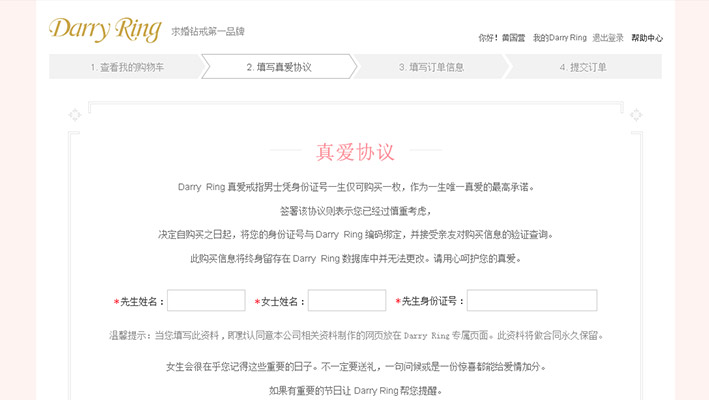 Darry Ring 求婚钻戒第一品牌
你好！黄国营 我的Darry Ring 退出登录 帮助中心
1. 查看我的购物车 2. 填写真爱协议 3. 填写订单信息 4. 提交订单
真爱协议
Darry Ring 真爱戒指男士凭身份证号一生仅可购买一枚，作为一生唯一真爱的最高承诺。
签署该协议则表示您已经过慎重考虑，
决定自购买之日起，将您的身份证号与 Darry Ring 编码绑定，并接受亲友对购买信息的验证查询。
此购买信息将终身留存在 Darry Ring 数据库中并无法更改。请用心呵护您的真爱。
*先生姓名： *女士姓名： *先生身份证号：
温馨提示：当您填写此资料，即默认同意本公司相关资料制作的网页放在 Darry Ring 专属页面。此资料将做合同永久保留。
女生会很在乎您记得这些重要的日子。不一定要送礼，一句问候或是一份惊喜都能给爱情加分。
如果有重要的节日让 Darry Ring 帮您提醒。